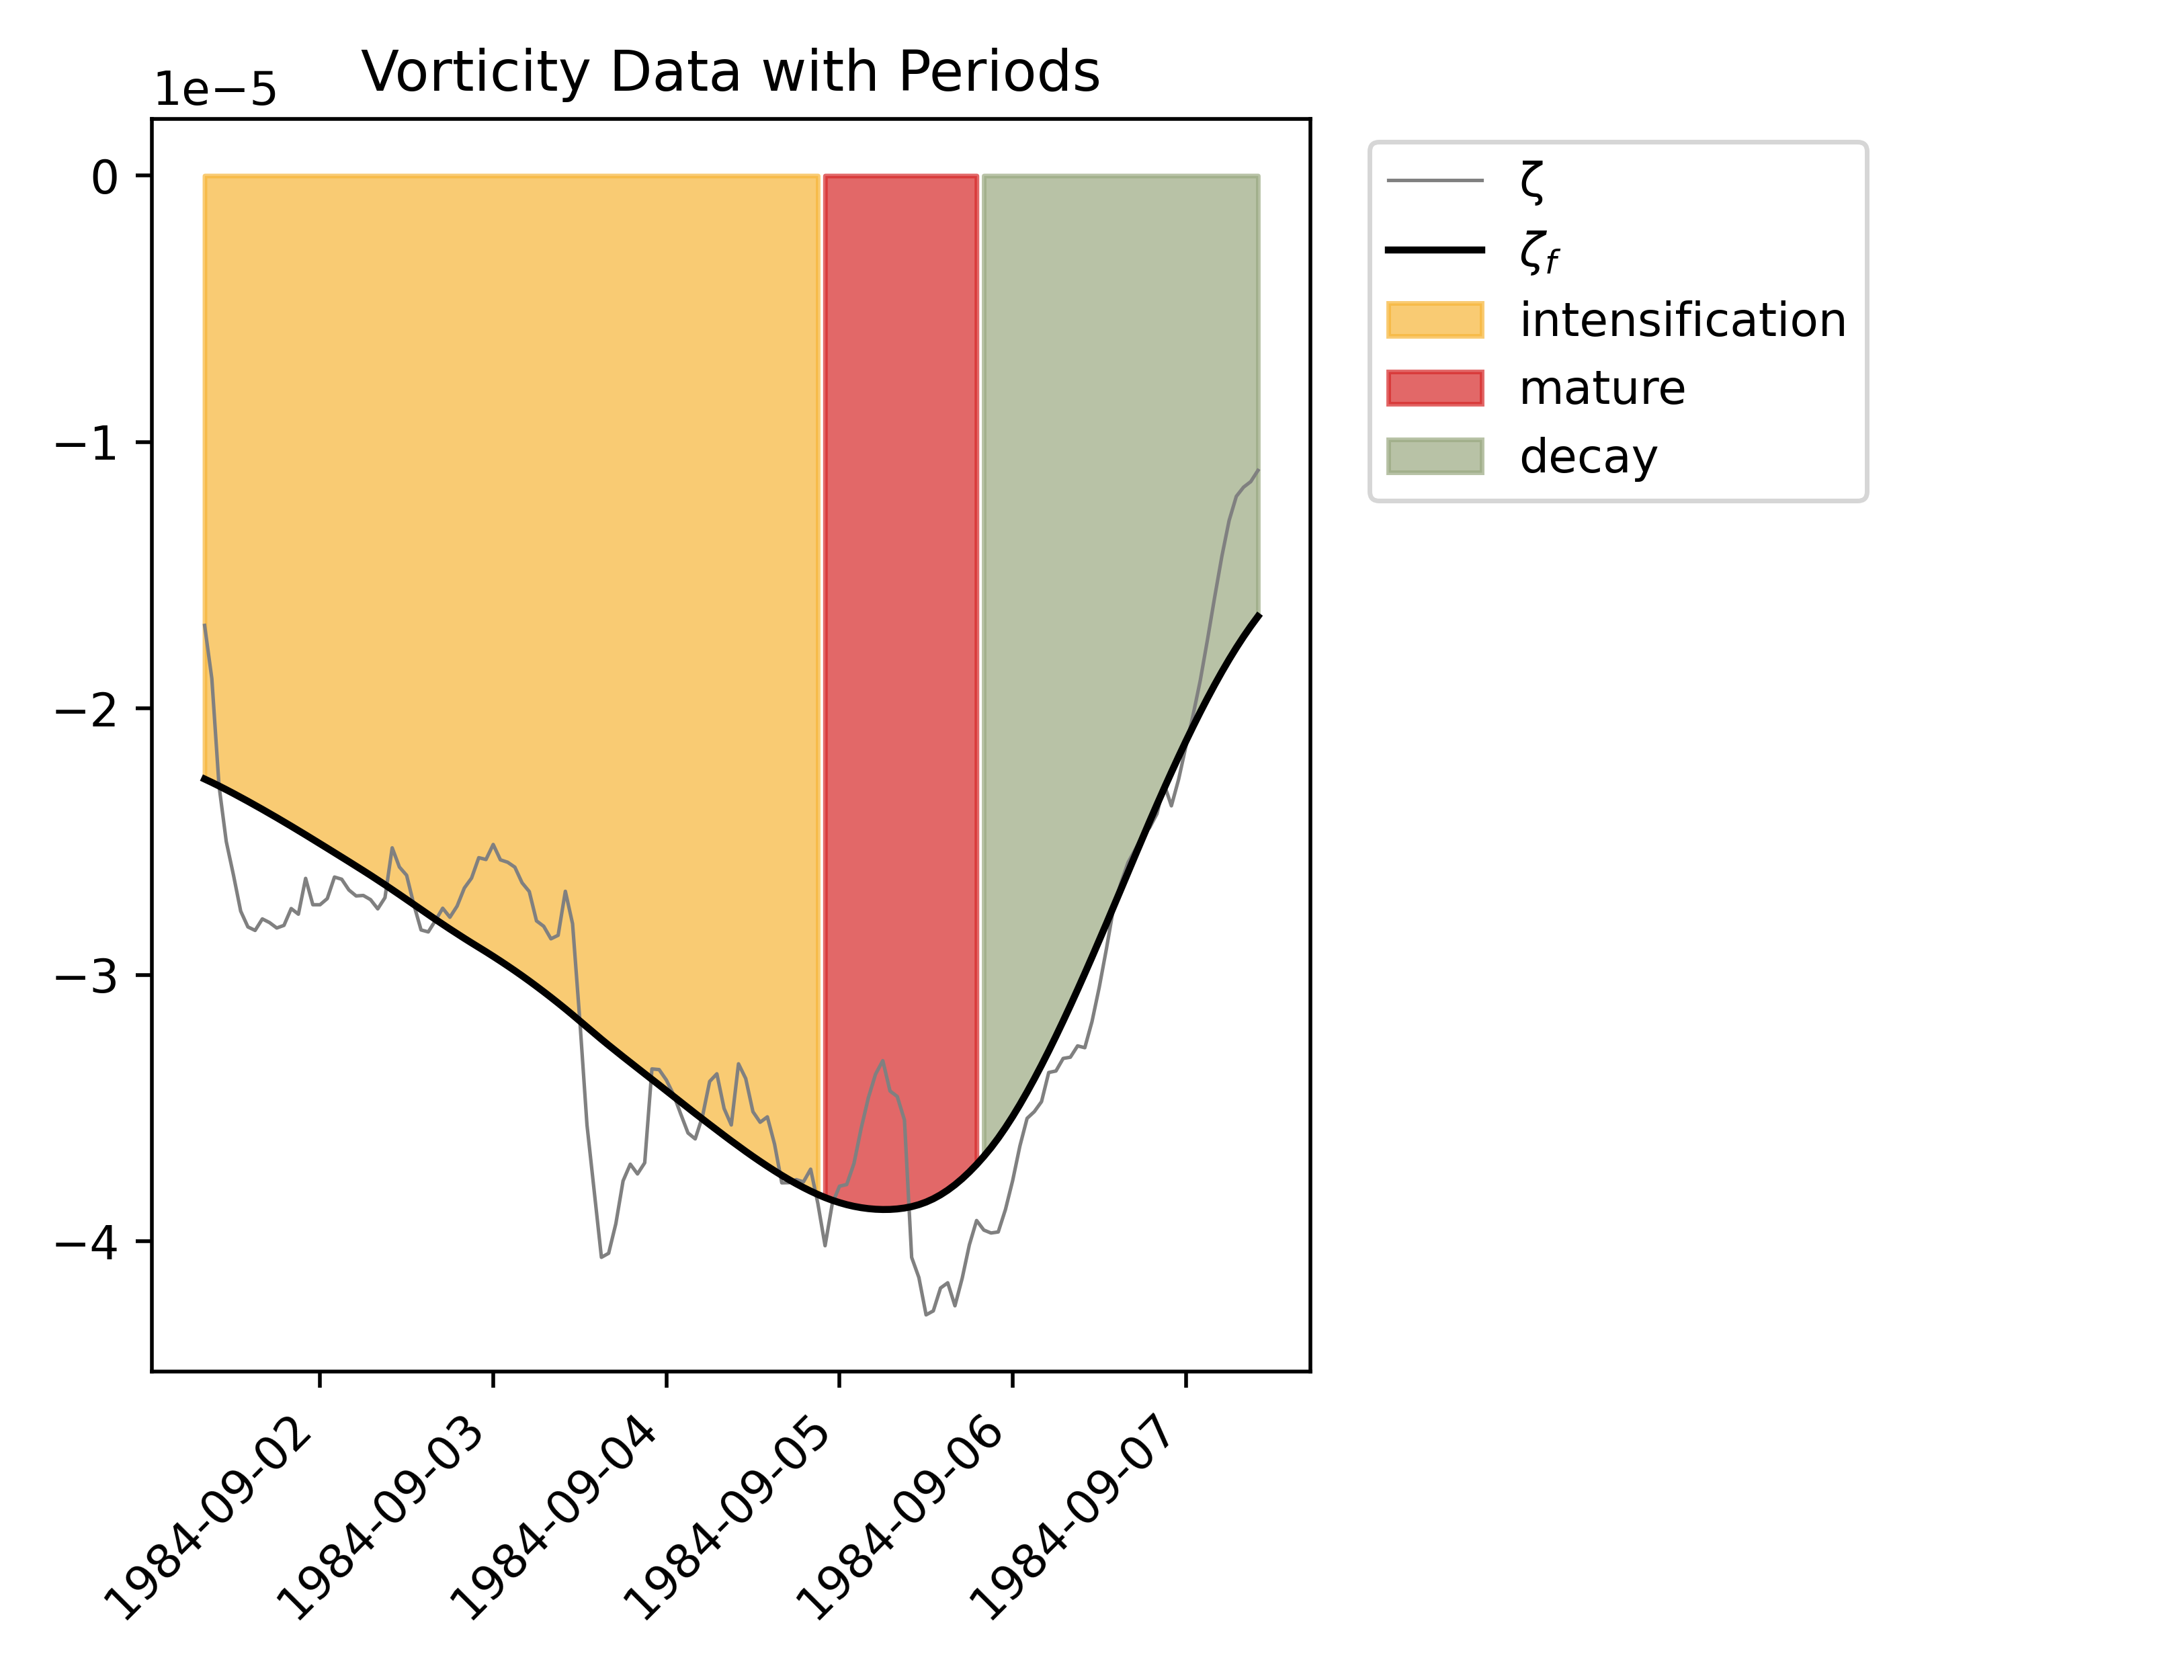 Vorticity Data with Periods
1e−5
0
−1
−2
−3
−4
1984-09-02
1984-09-03
1984-09-04
1984-09-05
1984-09-06
1984-09-07
ζ
ζf
intensification
mature
decay